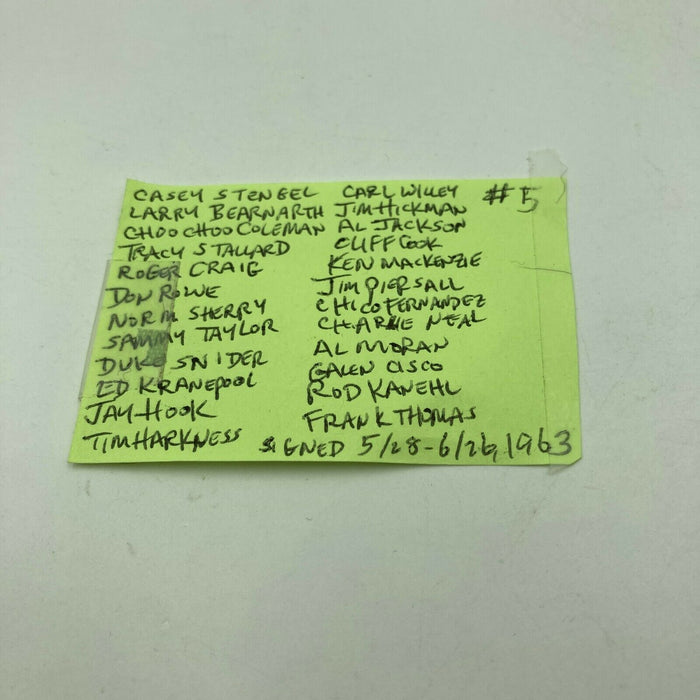 CASEY STENGEL
LARRY BEARNARTH
CHOO CHOO COLEMAN
TRACY STALLARD
ROGER CRAIG
DON ROWE
NORM SHERRY
SAMMY TAYLOR
DUKE SNIDER
ED KRANEPOOL
JAY HOOK
TIM HARKNESS
CARL WILLEY
JIM HICKMAN
AL JACKSON
CLIFF COOK
KEN MACKENZIE
JIM PIERSALL
CHICO FERNANDEZ
CHARLIE NEAL
AL MORAN
GALEN CISCO
ROD KANEHL
FRANK THOMAS
# 5
SIGNED 5/28-6/26, 1963